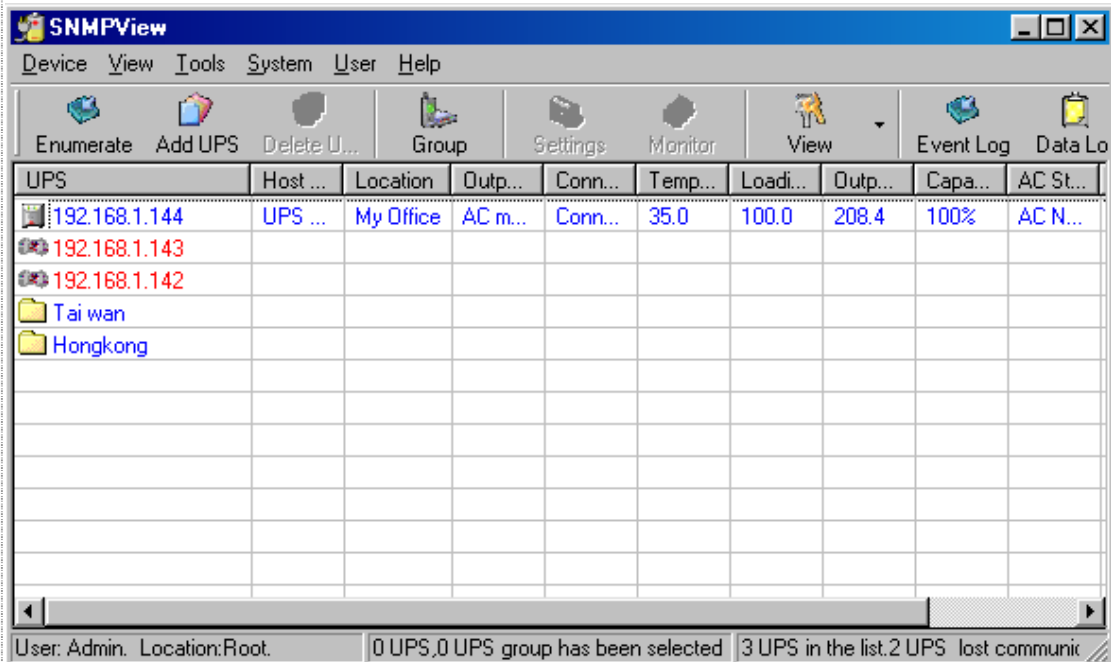 SNMPView
Device View Tools System User Help
Enumerate Add UPS Delete U... Group Settings Monitor View Event Log Data Lo
UPS Host ... Location Outp... Conn... Temp... Loadi... Outp... Capa... AC St...
192.168.1.144 UPS ... My Office AC m... Conn... 35.0 100.0 208.4 100% AC N...
192.168.1.143
192.168.1.142
Tai wan
Hongkong
User: Admin. Location:Root. 0 UPS,0 UPS group has been selected 3 UPS in the list.2 UPS lost communic